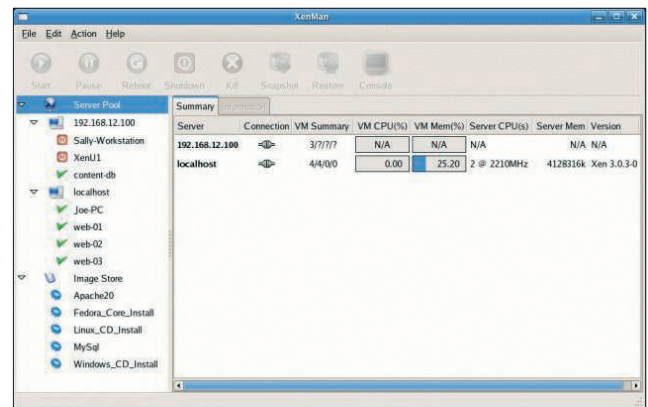 XenMan
File Edit Action Help
Start Pause Reboot Shutdown Kill Snapshot Restore Console
Server Pool
192.168.12.100
Sally-Workstation
XenU1
content-db
localhost
Joe-PC
web-01
web-02
web-03
Image Store
Apache20
Fedora_Core_Install
Linux_CD_Install
MySql
Windows_CD_Install
Summary Information
Server Connection VM Summary VM CPU(%) VM Mem(%) Server CPU(s) Server Mem Version
192.168.12.100 3/?/?/? N/A N/A N/A N/A N/A
localhost 4/4/0/0 0.00 25.20 2 @ 2210MHz 4128316k Xen 3.0.3-0